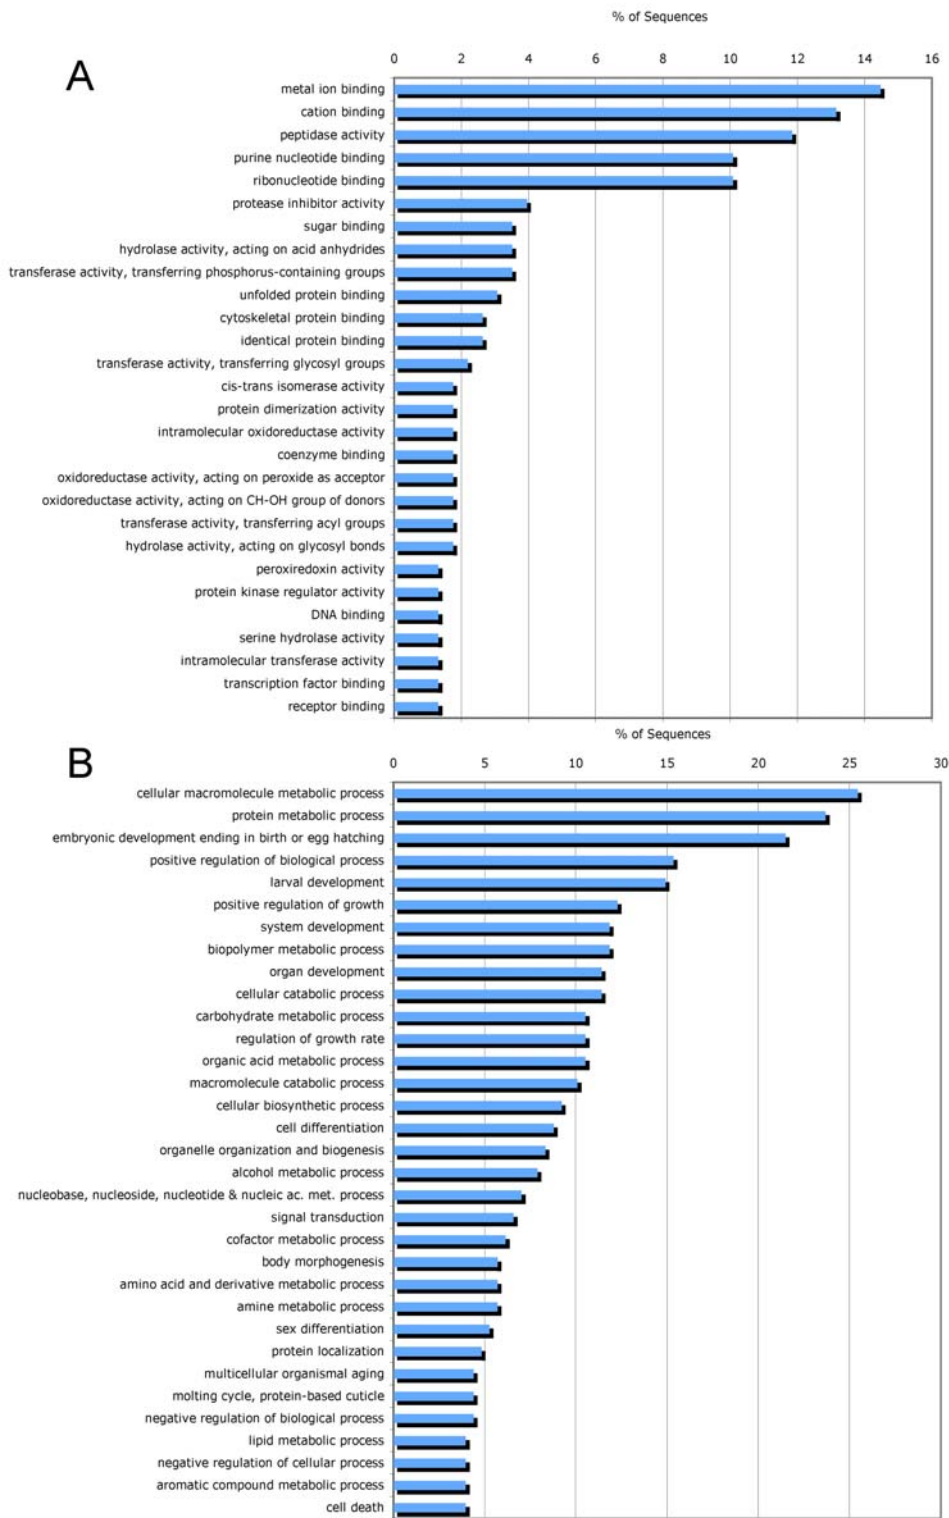 % of Sequences
0 2 4 6 8 10 12 14 16
A
metal ion binding
cation binding
peptidase activity
purine nucleotide binding
ribonucleotide binding
protease inhibitor activity
sugar binding
hydrolase activity, acting on acid anhydrides
transferase activity, transferring phosphorus-containing groups
unfolded protein binding
cytoskeletal protein binding
identical protein binding
transferase activity, transferring glycosyl groups
cis-trans isomerase activity
protein dimerization activity
intramolecular oxidoreductase activity
coenzyme binding
oxidoreductase activity, acting on peroxide as acceptor
oxidoreductase activity, acting on CH-OH group of donors
transferase activity, transferring acyl groups
hydrolase activity, acting on glycosyl bonds
peroxiredoxin activity
protein kinase regulator activity
DNA binding
serine hydrolase activity
intramolecular transferase activity
transcription factor binding
receptor binding
% of Sequences
B
0 5 10 15 20 25 30
cellular macromolecule metabolic process
protein metabolic process
embryonic development ending in birth or egg hatching
positive regulation of biological process
larval development
positive regulation of growth
system development
biopolymer metabolic process
organ development
cellular catabolic process
carbohydrate metabolic process
regulation of growth rate
organic acid metabolic process
macromolecule catabolic process
cellular biosynthetic process
cell differentiation
organelle organization and biogenesis
alcohol metabolic process
nucleobase, nucleoside, nucleotide & nucleic ac. met. process
signal transduction
cofactor metabolic process
body morphogenesis
amino acid and derivative metabolic process
amine metabolic process
sex differentiation
protein localization
multicellular organismal aging
molting cycle, protein-based cuticle
negative regulation of biological process
lipid metabolic process
negative regulation of cellular process
aromatic compound metabolic process
cell death